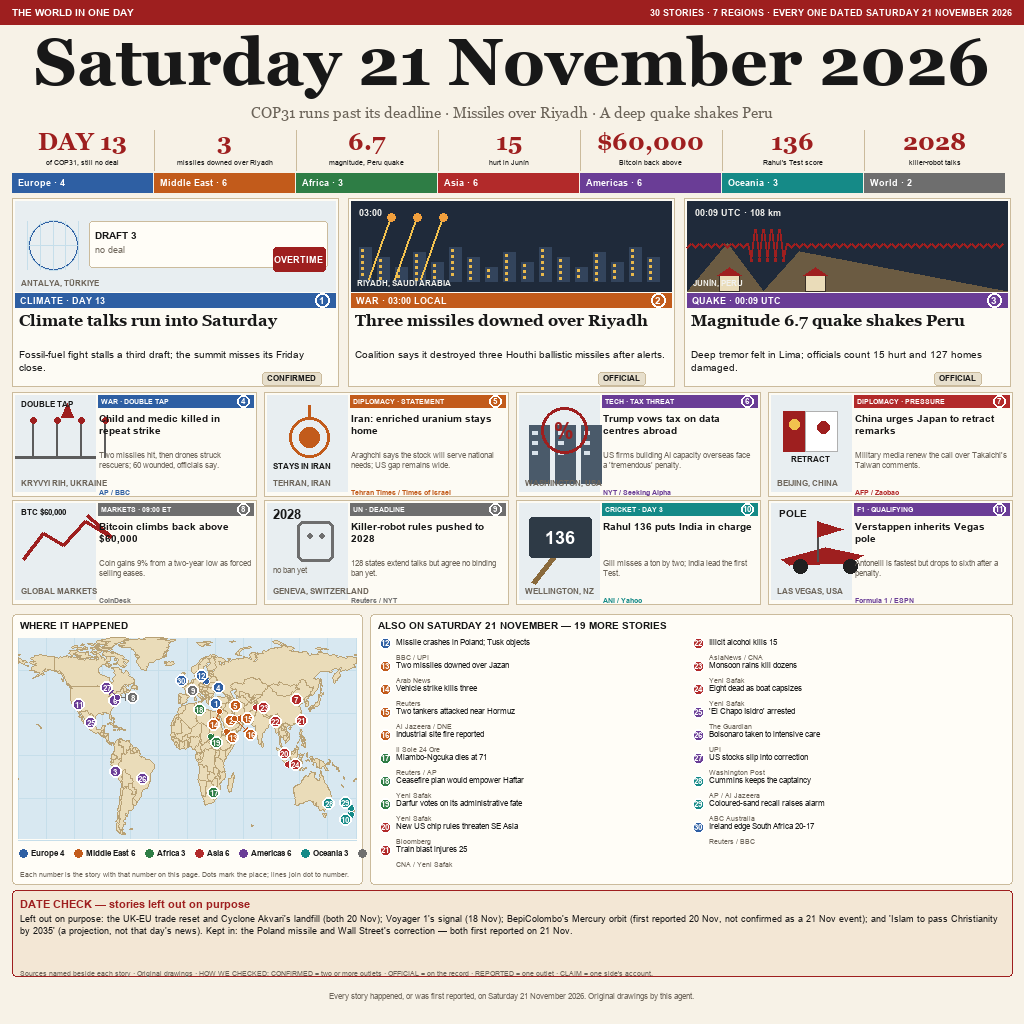 THE WORLD IN ONE DAY
30 STORIES · 7 REGIONS · EVERY ONE DATED SATURDAY 21 NOVEMBER 2026
Saturday 21 November 2026
COP31 runs past its deadline · Missiles over Riyadh · A deep quake shakes Peru
DAY 13
of COP31, still no deal
3
missiles downed over Riyadh
6.7
magnitude, Peru quake
15
hurt in Junín
$60,000
Bitcoin back above
136
Rahul's Test score
2028
killer-robot talks
Europe · 4
Middle East · 6
Africa · 3
Asia · 6
Americas · 6
Oceania · 3
World · 2
DRAFT 3
no deal
OVERTIME
ANTALYA, TÜRKIYE
CLIMATE · DAY 13
1
Climate talks run into Saturday
Fossil-fuel fight stalls a third draft; the summit misses its Friday
close.
CONFIRMED
03:00
RIYADH, SAUDI ARABIA
WAR · 03:00 LOCAL
2
Three missiles downed over Riyadh
Coalition says it destroyed three Houthi ballistic missiles after alerts.
OFFICIAL
00:09 UTC · 108 km
JUNÍN, PERU
QUAKE · 00:09 UTC
3
Magnitude 6.7 quake shakes Peru
Deep tremor felt in Lima; officials count 15 hurt and 127 homes
damaged.
OFFICIAL
DOUBLE TAP
KRYVYI RIH, UKRAINE
WAR · DOUBLE TAP
4
Child and medic killed in
repeat strike
Two missiles hit, then drones struck
rescuers; 60 wounded, officials say.
AP / BBC
STAYS IN IRAN
TEHRAN, IRAN
DIPLOMACY · STATEMENT
5
Iran: enriched uranium stays
home
Araghchi says the stock will serve national
needs; US gap remains wide.
Tehran Times / Times of Israel
%
WASHINGTON, USA
TECH · TAX THREAT
6
Trump vows tax on data
centres abroad
US firms building AI capacity overseas face
a 'tremendous' penalty.
NYT / Seeking Alpha
RETRACT
BEIJING, CHINA
DIPLOMACY · PRESSURE
7
China urges Japan to retract
remarks
Military media renew the call over Takaichi's
Taiwan comments.
AFP / Zaobao
BTC $60,000
GLOBAL MARKETS
MARKETS · 09:00 ET
8
Bitcoin climbs back above
$60,000
Coin gains 9% from a two-year low as forced
selling eases.
CoinDesk
2028
no ban yet
GENEVA, SWITZERLAND
UN · DEADLINE
9
Killer-robot rules pushed to
2028
128 states extend talks but agree no binding
ban yet.
Reuters / NYT
136
WELLINGTON, NZ
CRICKET · DAY 3
10
Rahul 136 puts India in charge
Gill misses a ton by two; India lead the first
Test.
ANI / Yahoo
POLE
LAS VEGAS, USA
F1 · QUALIFYING
11
Verstappen inherits Vegas
pole
Antonelli is fastest but drops to sixth after a
penalty.
Formula 1 / ESPN
WHERE IT HAPPENED
Europe 4
Middle East 6
Africa 3
Asia 6
Americas 6
Oceania 3
Each number is the story with that number on this page. Dots mark the place; lines join dot to number.
ALSO ON SATURDAY 21 NOVEMBER — 19 MORE STORIES
12 Missile crashes in Poland; Tusk objects
BBC / UPI
13 Two missiles downed over Jazan
Arab News
14 Vehicle strike kills three
Reuters
15 Two tankers attacked near Hormuz
Al Jazeera / DNE
16 Industrial site fire reported
Il Sole 24 Ore
17 Mlambo-Ngcuka dies at 71
Reuters / AP
18 Ceasefire plan would empower Haftar
Yeni Safak
19 Darfur votes on its administrative fate
Yeni Safak
20 New US chip rules threaten SE Asia
Bloomberg
21 Train blast injures 25
CNA / Yeni Safak
22 Illicit alcohol kills 15
AsiaNews / CNA
23 Monsoon rains kill dozens
Yeni Safak
24 Eight dead as boat capsizes
Yeni Safak
25 'El Chapo Isidro' arrested
The Guardian
26 Bolsonaro taken to intensive care
UPI
27 US stocks slip into correction
Washington Post
28 Cummins keeps the captaincy
AP / Al Jazeera
29 Coloured-sand recall raises alarm
ABC Australia
30 Ireland edge South Africa 20-17
Reuters / BBC
DATE CHECK — stories left out on purpose
Left out on purpose: the UK-EU trade reset and Cyclone Akvari's landfill (both 20 Nov); Voyager 1's signal (18 Nov); BepiColombo's Mercury orbit (first reported 20 Nov, not confirmed as a 21 Nov event); and 'Islam to pass Christianity
by 2035' (a projection, not that day's news). Kept in: the Poland missile and Wall Street's correction — both first reported on 21 Nov.
Sources named beside each story · Original drawings · HOW WE CHECKED: CONFIRMED = two or more outlets · OFFICIAL = on the record · REPORTED = one outlet · CLAIM = one side's account.
Every story happened, or was first reported, on Saturday 21 November 2026. Original drawings by this agent.